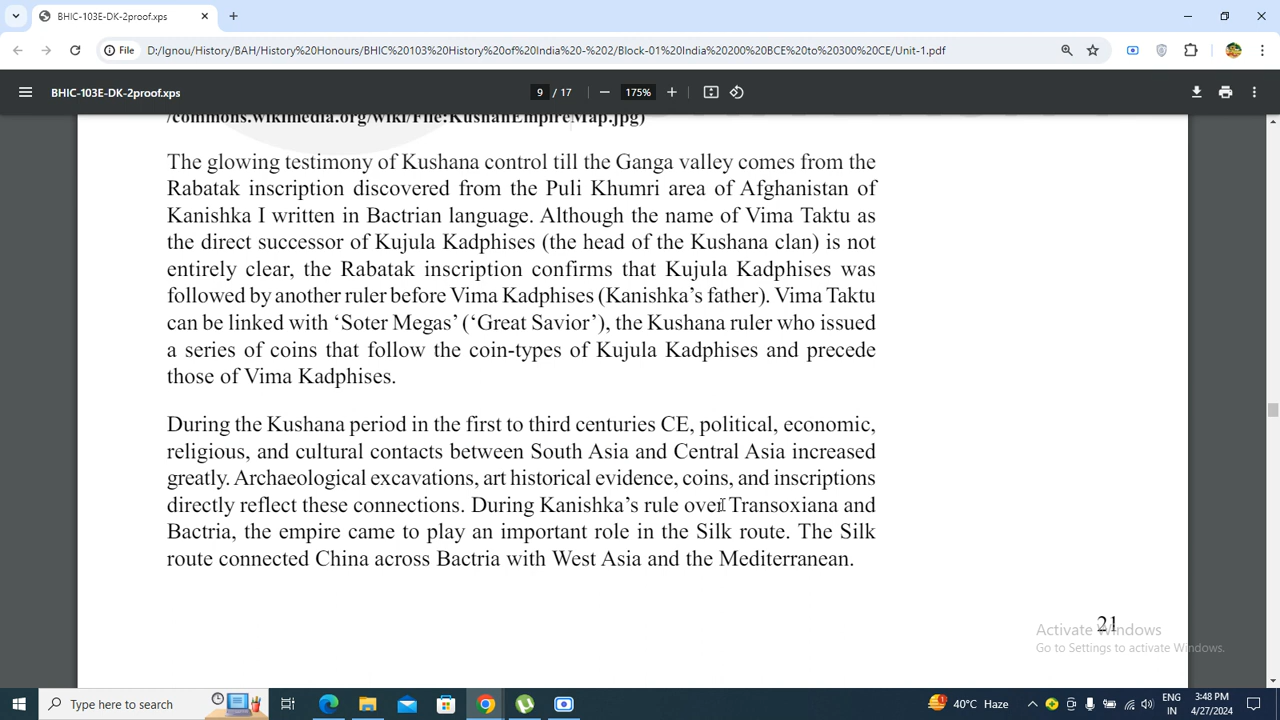 BHIC-103E-DK-2proof.xps
File
D:/Ignou/History/BAH/History%20Honours/BHIC%20103%20History%20of%20India%20-%202/Block-01%20India%20200%20BCE%20to%20300%20CE/Unit-1.pdf
BHIC-103E-DK-2proof.xps
9 / 17
175%
/commons.wikimedia.org/wiki/File:KushanEmpireMap.jpg)
The glowing testimony of Kushana control till the Ganga valley comes from the
Rabatak inscription discovered from the Puli Khumri area of Afghanistan of
Kanishka I written in Bactrian language. Although the name of Vima Taktu as
the direct successor of Kujula Kadphises (the head of the Kushana clan) is not
entirely clear, the Rabatak inscription confirms that Kujula Kadphises was
followed by another ruler before Vima Kadphises (Kanishka’s father). Vima Taktu
can be linked with ‘Soter Megas’ (‘Great Savior’), the Kushana ruler who issued
a series of coins that follow the coin-types of Kujula Kadphises and precede
those of Vima Kadphises.
During the Kushana period in the first to third centuries CE, political, economic,
religious, and cultural contacts between South Asia and Central Asia increased
greatly. Archaeological excavations, art historical evidence, coins, and inscriptions
directly reflect these connections. During Kanishka’s rule over Transoxiana and
Bactria, the empire came to play an important role in the Silk route. The Silk
route connected China across Bactria with West Asia and the Mediterranean.
21
Activate Windows
Go to Settings to activate Windows.
Type here to search
40°C Haze
ENG
IN
3:48 PM
4/27/2024